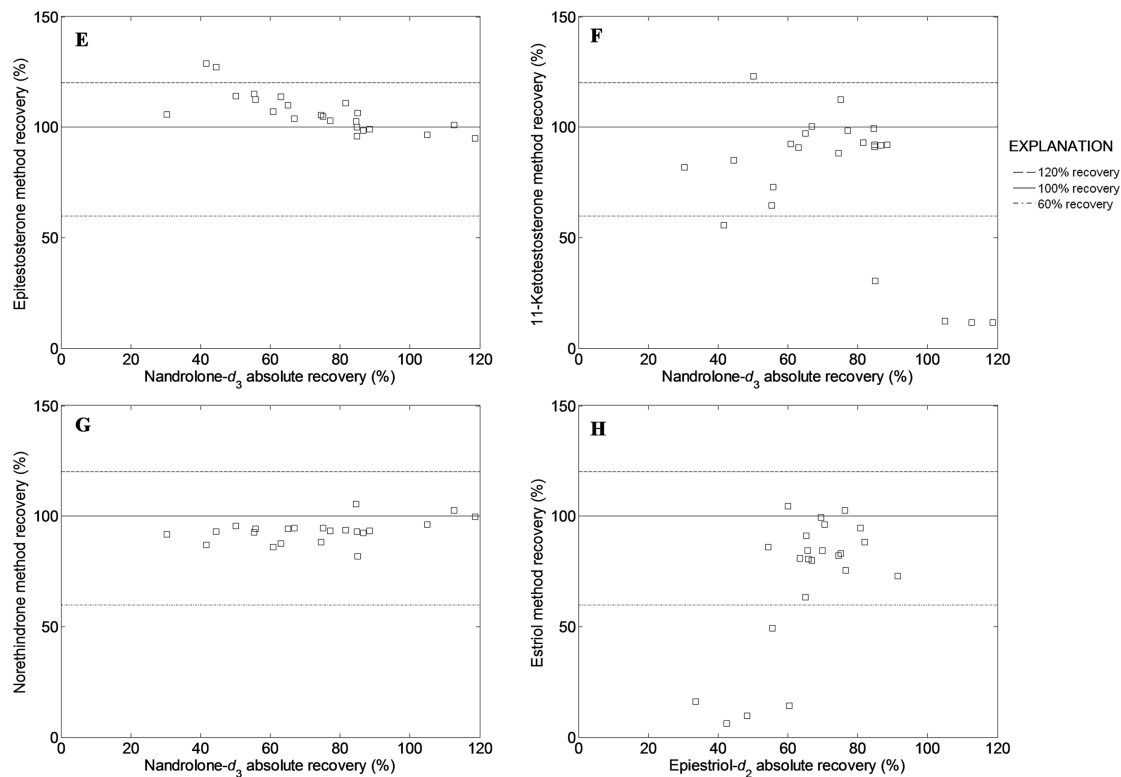 E
Epitestosterone method recovery (%)
150
100
50
0
0 20 40 60 80 100 120
Nandrolone-d3 absolute recovery (%)
F
11-Ketotestosterone method recovery (%)
150
100
50
0
0 20 40 60 80 100 120
Nandrolone-d3 absolute recovery (%)
EXPLANATION
120% recovery
100% recovery
60% recovery
G
Norethindrone method recovery (%)
150
100
50
0
0 20 40 60 80 100 120
Nandrolone-d3 absolute recovery (%)
H
Estriol method recovery (%)
150
100
50
0
0 20 40 60 80 100 120
Epiestriol-d2 absolute recovery (%)